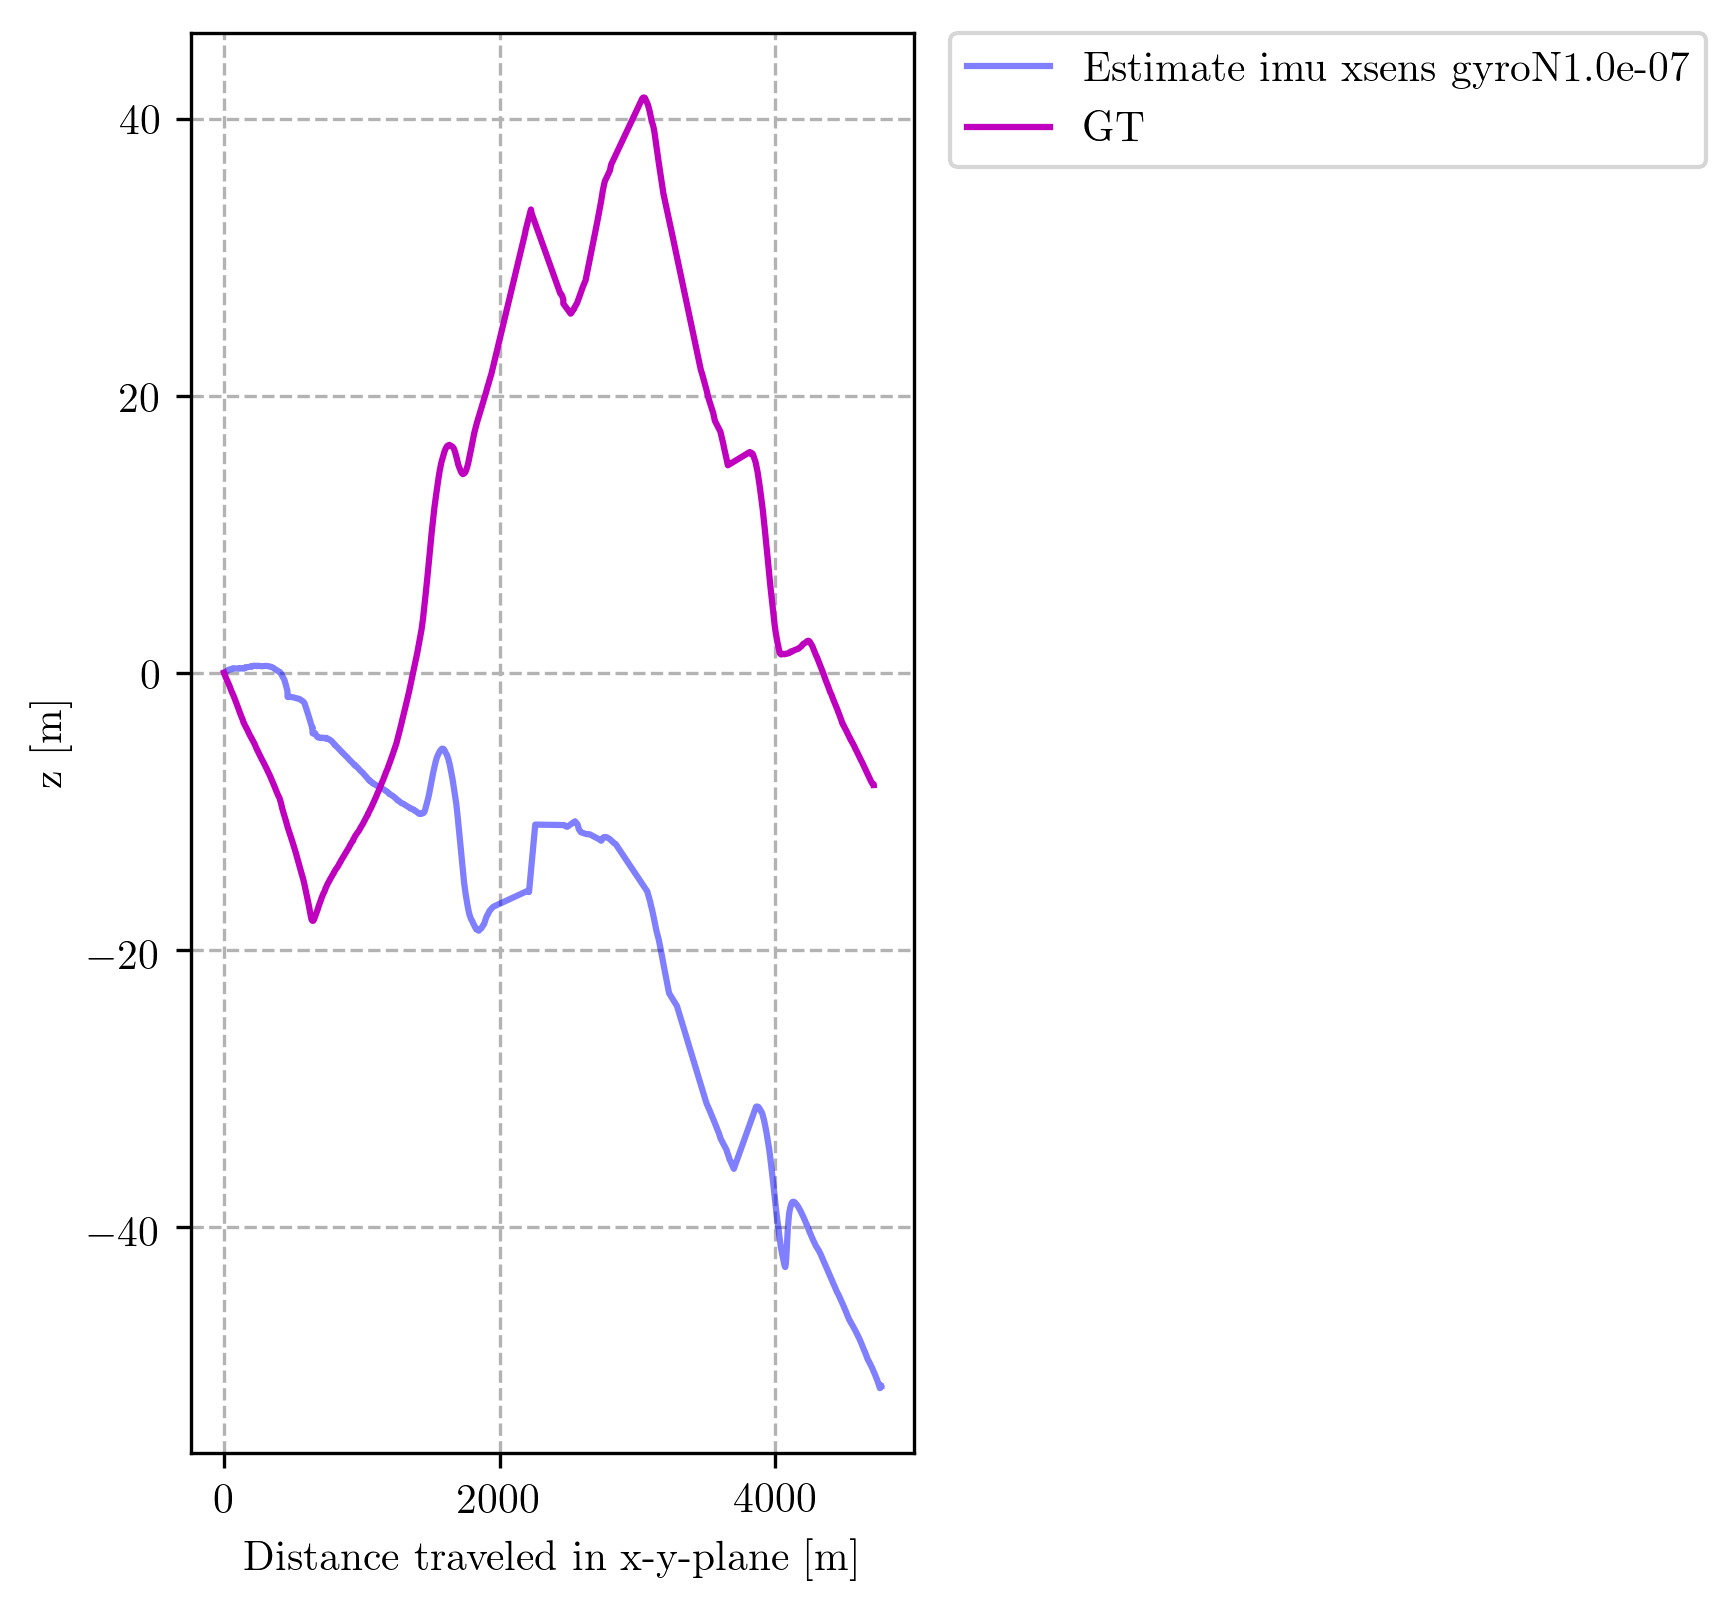 Estimate imu xsens gyroN1.0e-07
GT
40
20
0
−20
−40
z [m]
0 2000 4000
Distance traveled in x-y-plane [m]